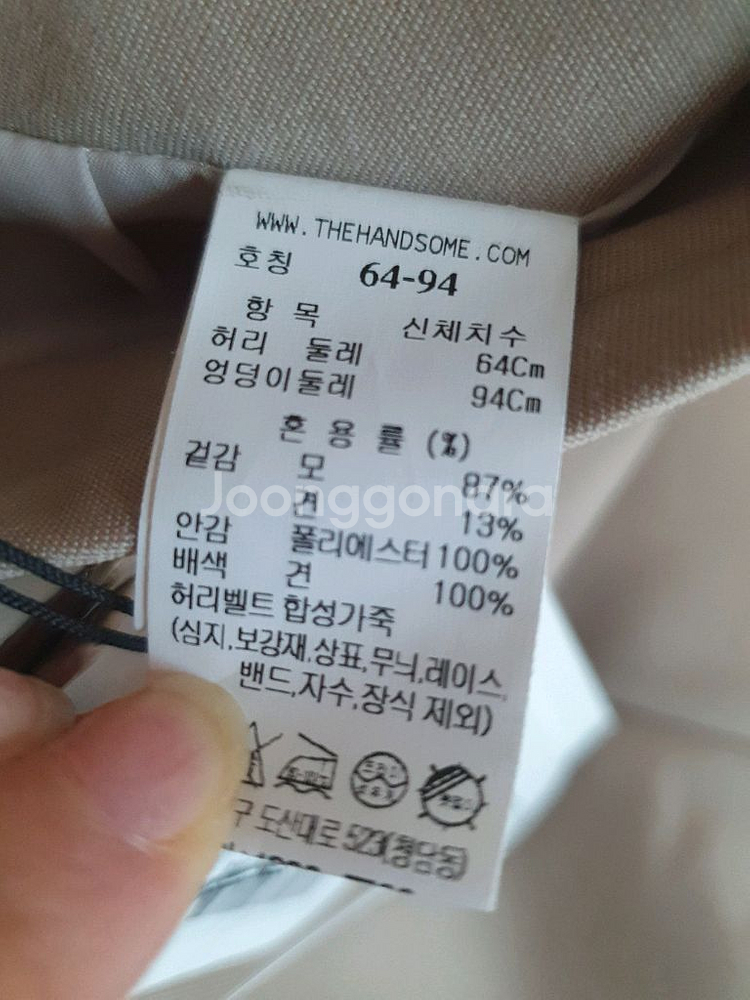 WWW.THEHANDSOME.COM
호칭 64-94
항 목 신체치수
허리 둘레 64Cm
엉덩이둘레 94Cm
혼 용 률 (%)
겉감 모 87%
견 13%
안감 폴리에스터 100%
배색 견 100%
허리벨트 합성가죽
(심지,보강재,상표,무늬,레이스,
밴드,자수,장식 제외)
구 도산대로 523(청담동)
Joonggonara